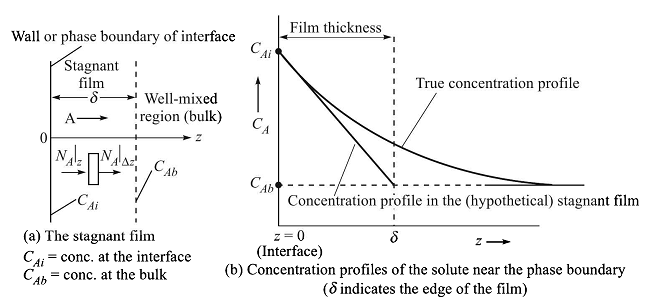 Wall or phase boundary of interface
Stagnant
film
δ
A
Well-mixed
region (bulk)
0
z
N_A|_z
N_A|_Δz
C_Ab
C_Ai
(a) The stagnant film
C_Ai = conc. at the interface
C_Ab = conc. at the bulk
Film thickness
C_Ai
True concentration profile
C_A
C_Ab
Concentration profile in the (hypothetical) stagnant film
z = 0
(Interface)
δ
z
(b) Concentration profiles of the solute near the phase boundary
(δ indicates the edge of the film)